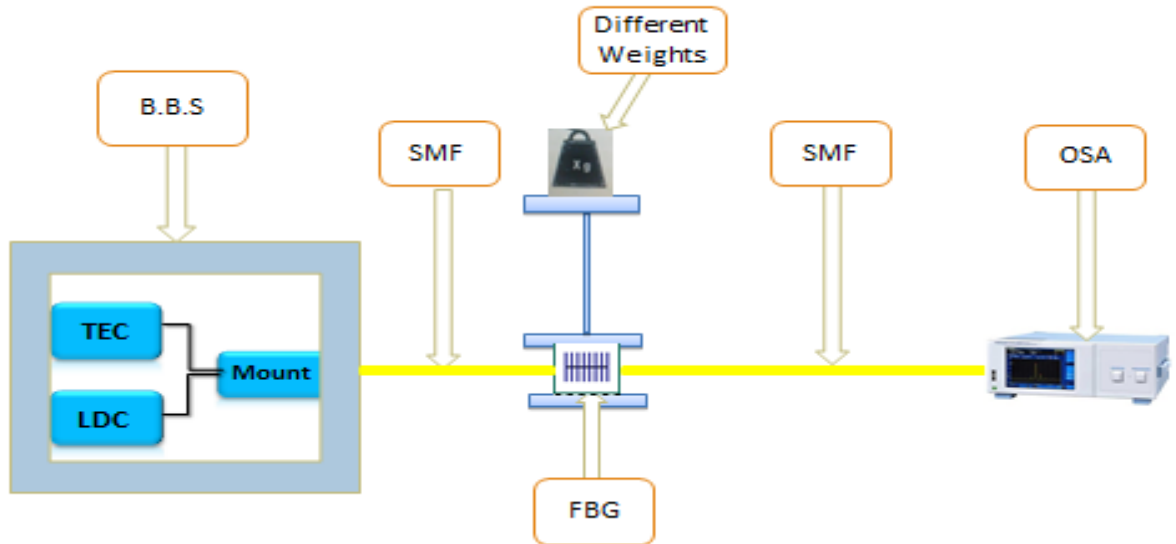 Different
Weights
B.B.S
SMF
SMF
OSA
X g
TEC
Mount
LDC
FBG